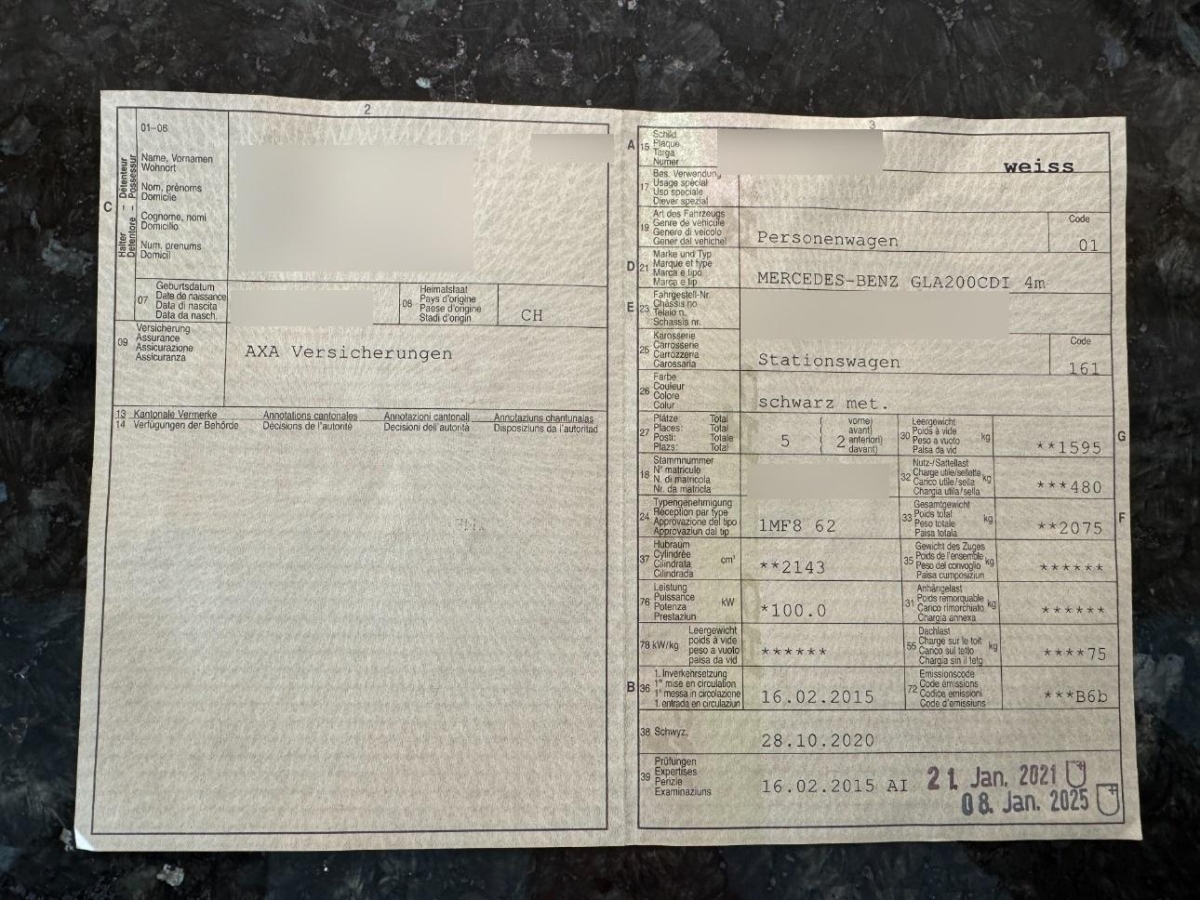 2
01-06
Halter - Détenteur
Detentore - Possessur
C
Name, Vornamen
Wohnort
Nom, prénoms
Domicile
Cognome, nomi
Domicilio
Num, prenums
Domicil
07
Geburtsdatum
Date de naissance
Data di nascita
Data da nasch.
08
Heimatstaat
Pays d'origine
Passe d'origine
Stadi d'origin
CH
09
Versicherung
Assurance
Assicurazione
Assicuranza
AXA Versicherungen
13 Kantonale Vermerke Annotations cantonales Annotazioni cantonali Annotaziuns chantunalas
14 Verfügungen der Behörde Décisions de l'autorité Decisioni dell'autorità Disposiziuns da l'autoritad
3
A 15
Schild
Plaque
Targa
Numer
weiss
17
Bes. Verwendung
Usage spécial
Uso speciale
Diever spezial
19
Art des Fahrzeugs
Genre de véhicule
Genere di veicolo
Gener dal vehichel
Personenwagen
Code
01
D 21
Marke und Typ
Marque et type
Marca e tipo
Marca e tip
MERCEDES-BENZ GLA200CDI 4m
E 23
Fahrgestell-Nr.
Châssis no
Telaio n.
Schassis nr.
25
Karosserie
Carrosserie
Carrozzeria
Carossaria
Stationswagen
Code
161
26
Farbe
Couleur
Colore
Colur
schwarz met.
27
Plätze: Total
Places: Total
Posti: Totale
Plazs: Total
5
( vorne)
avant)
2 anteriori)
davant)
30
Leergewicht
Poids à vide
Peso a vuoto
Paisa da vid
kg
**1595
G
18
Stammnummer
N° matricule
N. di matricola
Nr. da matricla
32
Nutz-/Sattellast
Charge utile/sellette
Carico utile/sella
Chargia utila/sella
kg
***480
24
Typengenehmigung
Réception par type
Approvazione del tipo
Approvaziun dal tip
1MF8 62
33
Gesamtgewicht
Poids total
Peso totale
Paisa totala
kg
**2075
F
37
Hubraum
Cylindrée
Cilindrata
Cilindrada
cm³
**2143
35
Gewicht des Zuges
Poids de l'ensemble
Peso del convoglio
Paisa cumposiziun
kg
******
76
Leistung
Puissance
Potenza
Prestaziun
kW
*100.0
31
Anhängelast
Poids remorquable
Carico rimorchiato
Chargia annexa
kg
******
78 kW/kg
Leergewicht
poids à vide
peso a vuoto
paisa da vid
******
55
Dachlast
Charge sur le toit
Carico sul tetto
Chargia sin il tetg
kg
****75
B 36
1. Inverkehrsetzung
1re mise en circulation
1a messa in circolazione
1. entrada en circulaziun
16.02.2015
72
Emissionscode
Code émissions
Codice emissioni
Code d'emissiuns
***B6b
38 Schwyz,
28.10.2020
39
Prüfungen
Expertises
Perizie
Examinaziuns
16.02.2015 AI 21. Jan. 2021
08. Jan. 2025